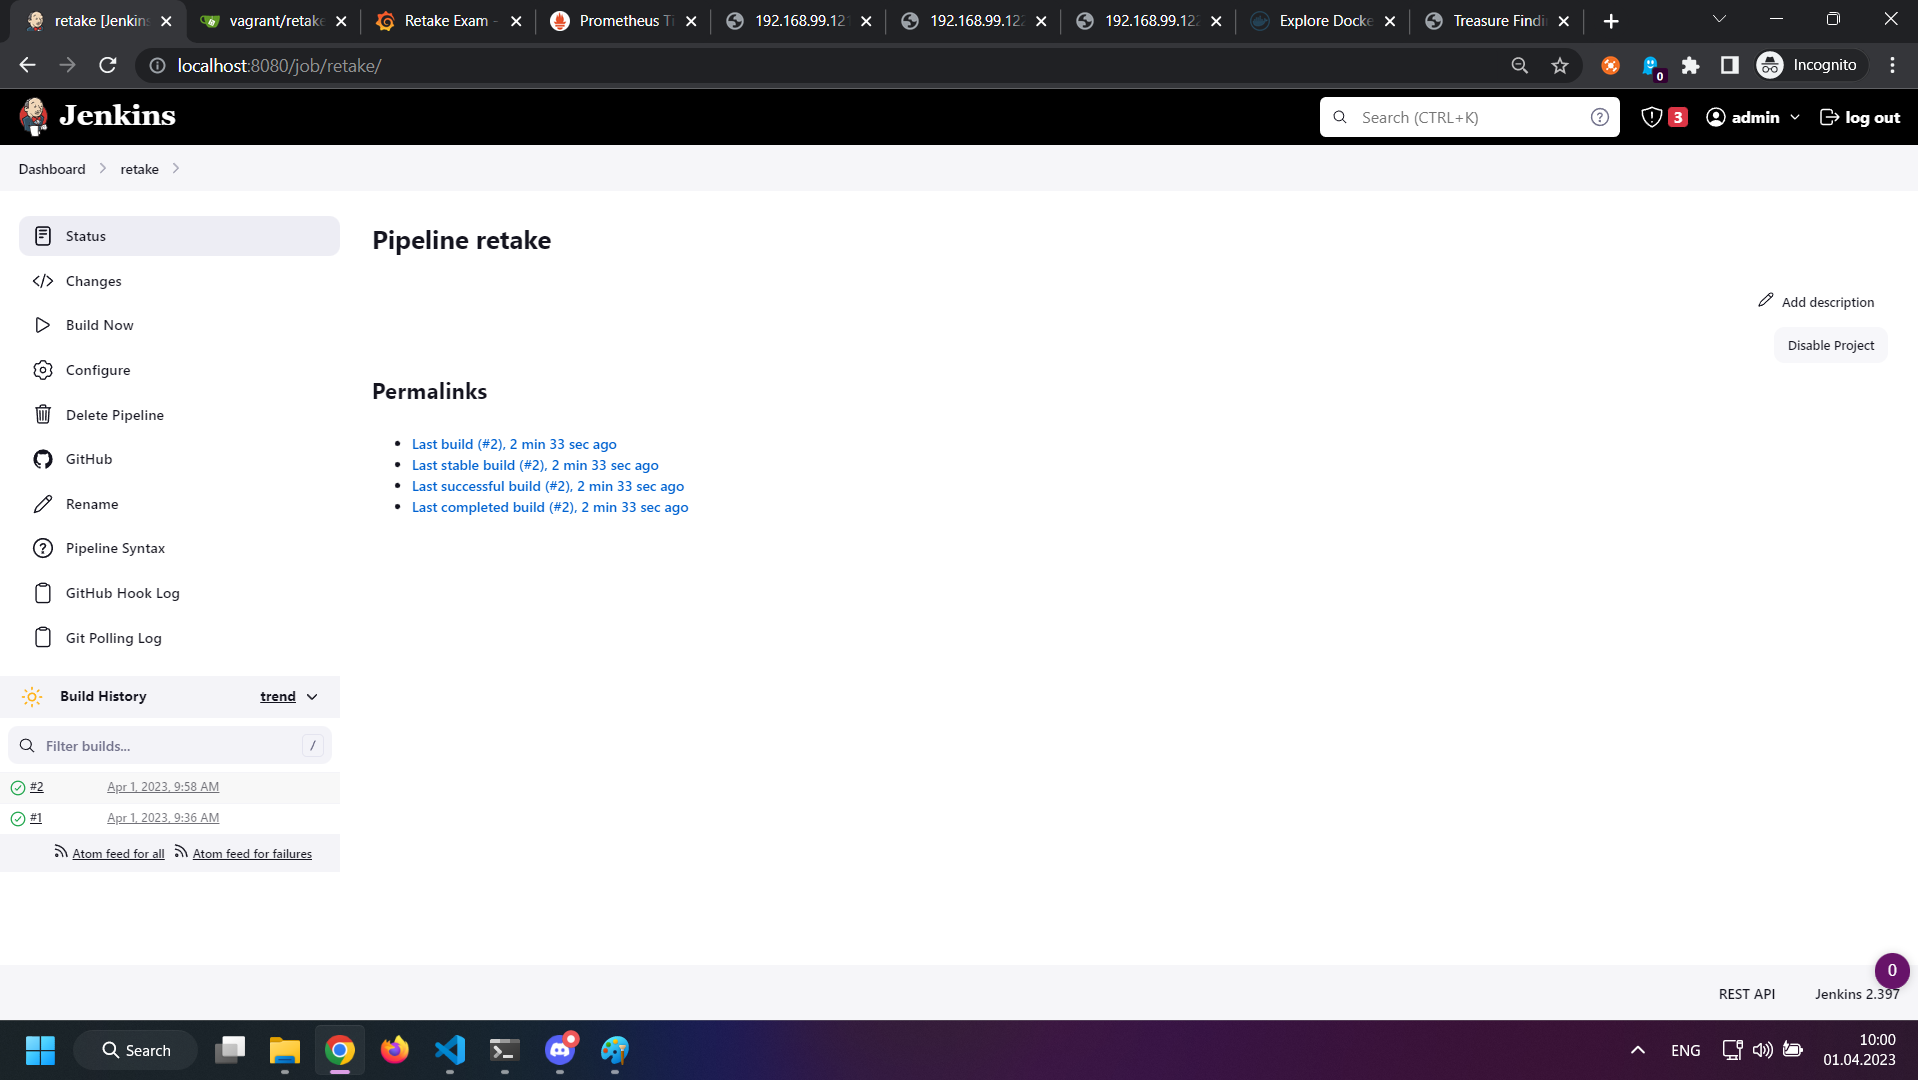 retake [Jenkins
vagrant/retake
Retake Exam -
Prometheus Ti
192.168.99.121
192.168.99.122
192.168.99.122
Explore Docke
Treasure Findi
localhost:8080/job/retake/
0
Incognito
Jenkins
Search (CTRL+K)
3
admin
log out
Dashboard
retake
Status
Changes
Build Now
Configure
Delete Pipeline
GitHub
Rename
Pipeline Syntax
GitHub Hook Log
Git Polling Log
Build History
trend
Filter builds...
/
#2
Apr 1, 2023, 9:58 AM
#1
Apr 1, 2023, 9:36 AM
Atom feed for all
Atom feed for failures
Pipeline retake
Add description
Disable Project
Permalinks
Last build (#2), 2 min 33 sec ago
Last stable build (#2), 2 min 33 sec ago
Last successful build (#2), 2 min 33 sec ago
Last completed build (#2), 2 min 33 sec ago
0
REST API
Jenkins 2.397
Search
ENG
10:00
01.04.2023